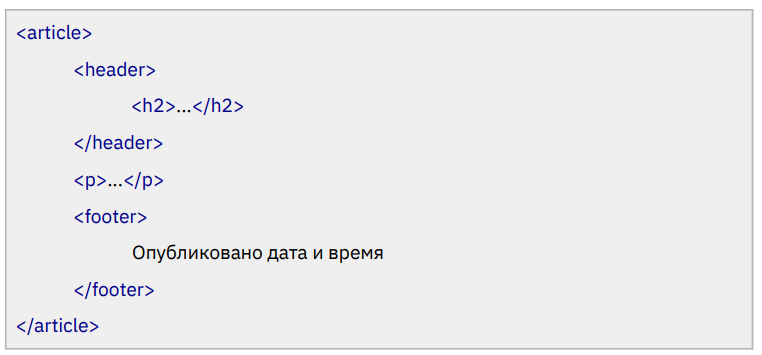 <article>
<header>
<h2>...</h2>
</header>
<p>...</p>
<footer>
Опубликовано дата и время
</footer>
</article>